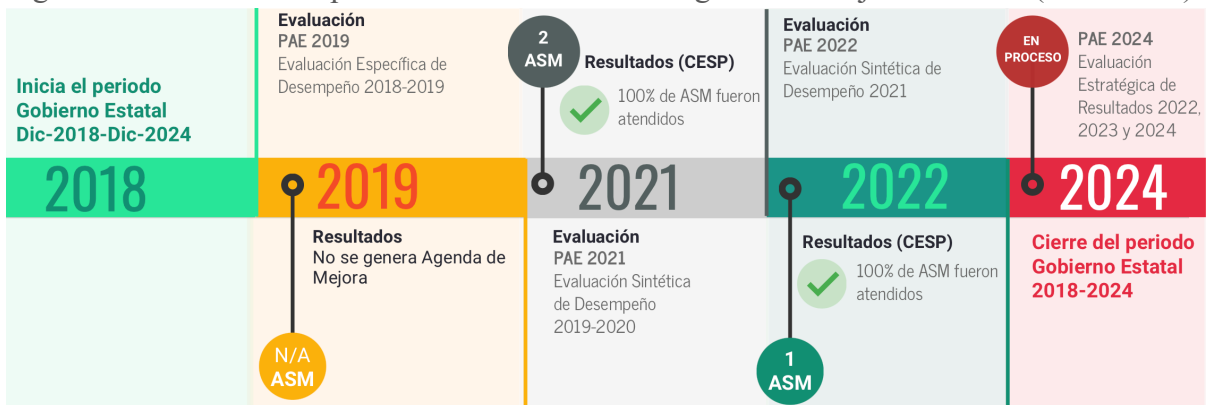 Inicia el periodo
Gobierno Estatal
Dic-2018-Dic-2024
2018
Evaluación
PAE 2019
Evaluación Específica de
Desempeño 2018-2019
2019
Resultados
No se genera Agenda de
Mejora
N/A
ASM
2
ASM
Resultados (CESP)
100% de ASM fueron
atendidos
2021
Evaluación
PAE 2021
Evaluación Sintética
de Desempeño
2019-2020
Evaluación
PAE 2022
Evaluación Sintética de
Desempeño 2021
2022
Resultados (CESP)
100% de ASM fueron
atendidos
1
ASM
EN
PROCESO
PAE 2024
Evaluación
Estratégica de
Resultados 2022,
2023 y 2024
2024
Cierre del periodo
Gobierno Estatal
2018-2024